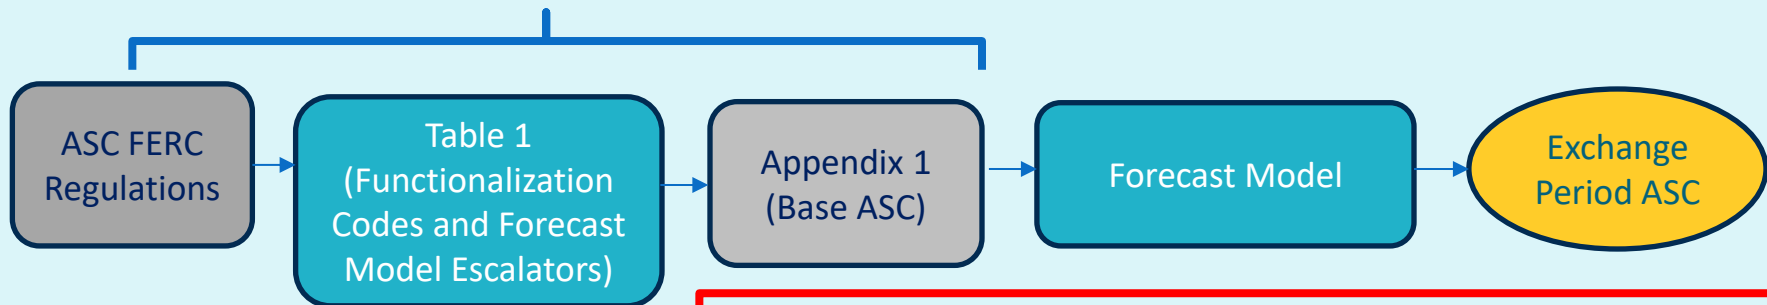 ASC FERC
Regulations
Table 1
(Functionalization
Codes and Forecast
Model Escalators)
Appendix 1
(Base ASC)
Forecast Model
Exchange
Period ASC